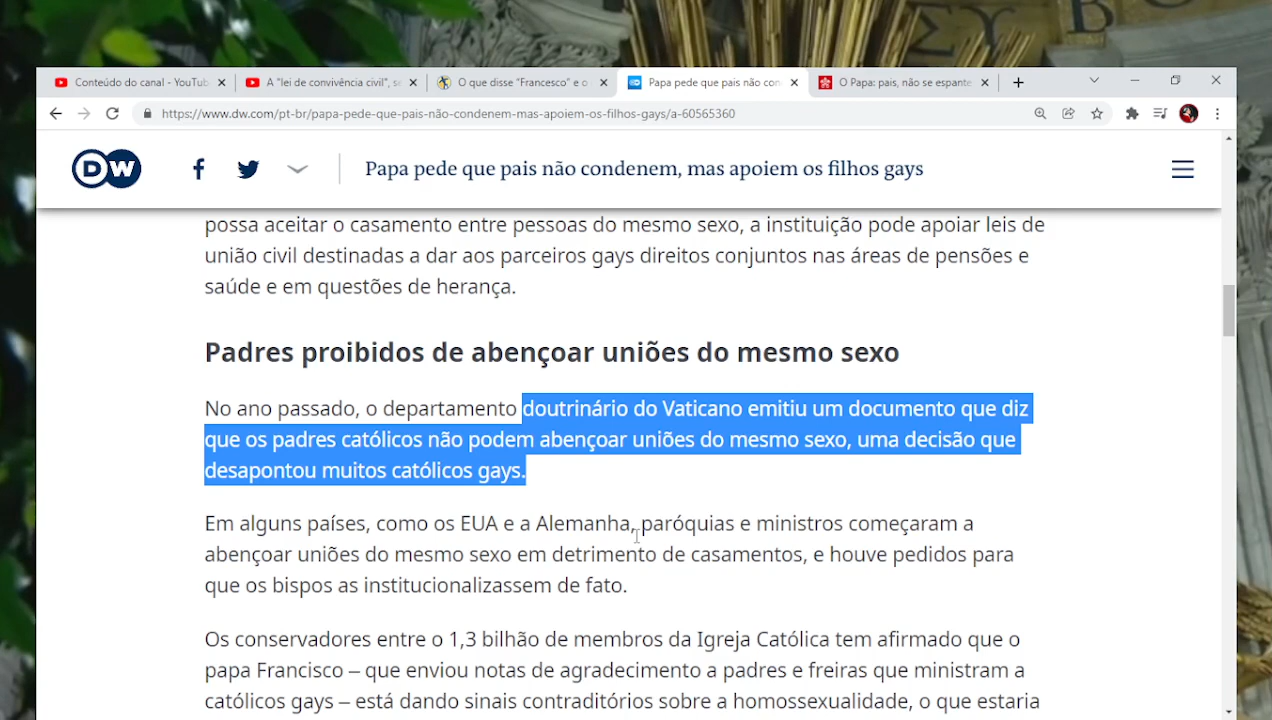 ΣΥ Β
Conteúdo do canal - YouTub
A "lei de convivência civil", se
O que disse "Francesco" e o
Papa pede que pais não con
O Papa: pais, não se espante
https://www.dw.com/pt-br/papa-pede-que-pais-não-condenem-mas-apoiem-os-filhos-gays/a-60565360
DW
Papa pede que pais não condenem, mas apoiem os filhos gays
possa aceitar o casamento entre pessoas do mesmo sexo, a instituição pode apoiar leis de
união civil destinadas a dar aos parceiros gays direitos conjuntos nas áreas de pensões e
saúde e em questões de herança.
Padres proibidos de abençoar uniões do mesmo sexo
No ano passado, o departamento doutrinário do Vaticano emitiu um documento que diz
que os padres católicos não podem abençoar uniões do mesmo sexo, uma decisão que
desapontou muitos católicos gays.
Em alguns países, como os EUA e a Alemanha, paróquias e ministros começaram a
abençoar uniões do mesmo sexo em detrimento de casamentos, e houve pedidos para
que os bispos as institucionalizassem de fato.
Os conservadores entre o 1,3 bilhão de membros da Igreja Católica tem afirmado que o
papa Francisco – que enviou notas de agradecimento a padres e freiras que ministram a
católicos gays – está dando sinais contraditórios sobre a homossexualidade, o que estaria